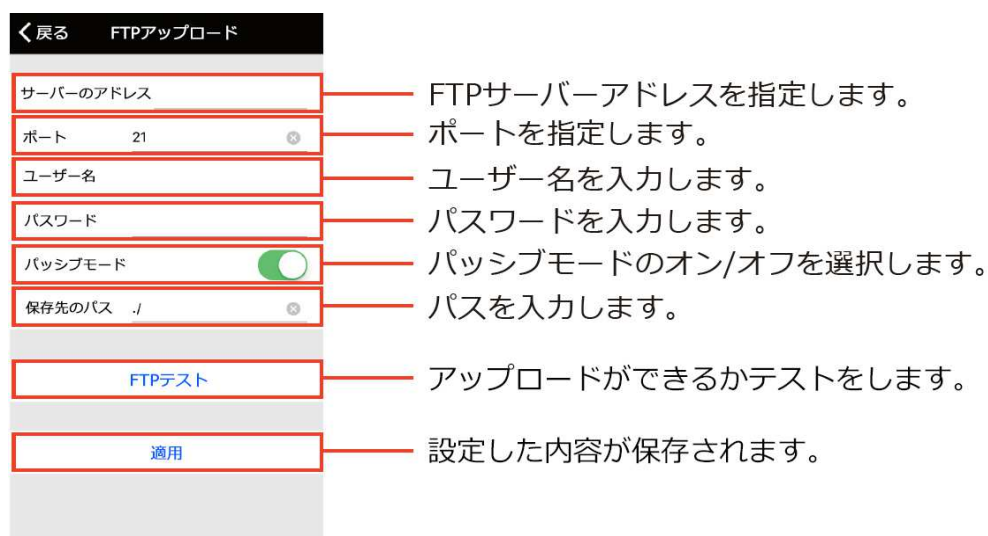 戻る FTPアップロード
サーバーのアドレス FTPサーバーアドレスを指定します。
ポート 21 ポートを指定します。
ユーザー名 ユーザー名を入力します。
パスワード パスワードを入力します。
パッシブモード パッシブモードのオン/オフを選択します。
保存先のパス ./ パスを入力します。
FTPテスト アップロードができるかテストをします。
適用 設定した内容が保存されます。